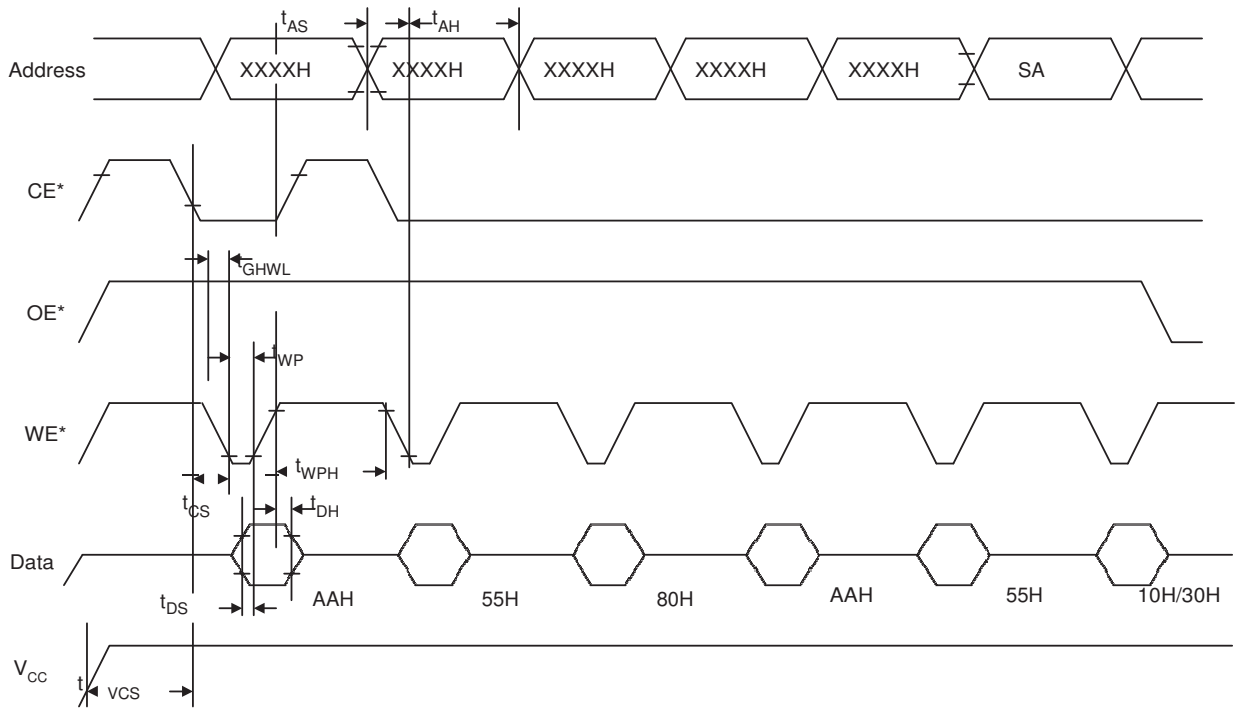 tAS
tAH
Address
XXXXH
XXXXH
XXXXH
XXXXH
XXXXH
SA
CE*
tGHWL
OE*
tWP
WE*
tWPH
tCS
tDH
Data
tDS
AAH
55H
80H
AAH
55H
10H/30H
VCC
t VCS